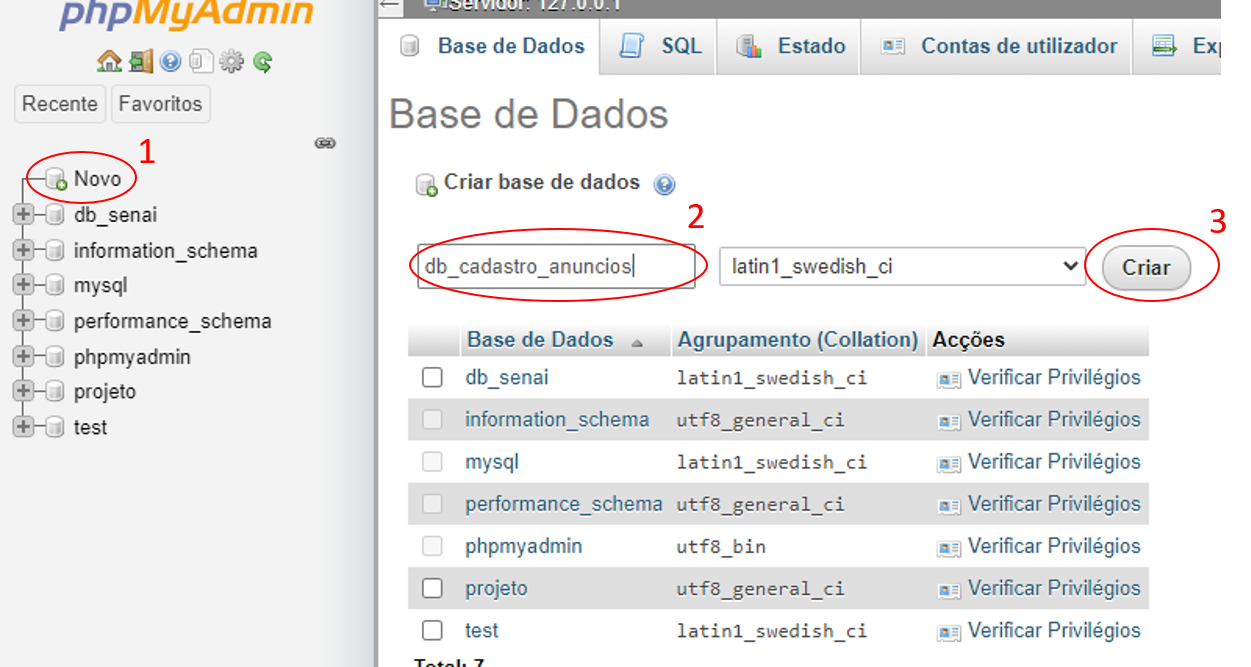 phpMyAdmin
Recente Favoritos
1
Novo
db_senai
information_schema
mysql
performance_schema
phpmyadmin
projeto
test
Servidor: 127.0.0.1
Base de Dados SQL Estado Contas de utilizador Exp
Base de Dados
Criar base de dados
2
3
db_cadastro_anuncios latin1_swedish_ci Criar
Base de Dados Agrupamento (Collation) Acções
db_senai latin1_swedish_ci Verificar Privilégios
information_schema utf8_general_ci Verificar Privilégios
mysql latin1_swedish_ci Verificar Privilégios
performance_schema utf8_general_ci Verificar Privilégios
phpmyadmin utf8_bin Verificar Privilégios
projeto utf8_general_ci Verificar Privilégios
test latin1_swedish_ci Verificar Privilégios
Total: 7